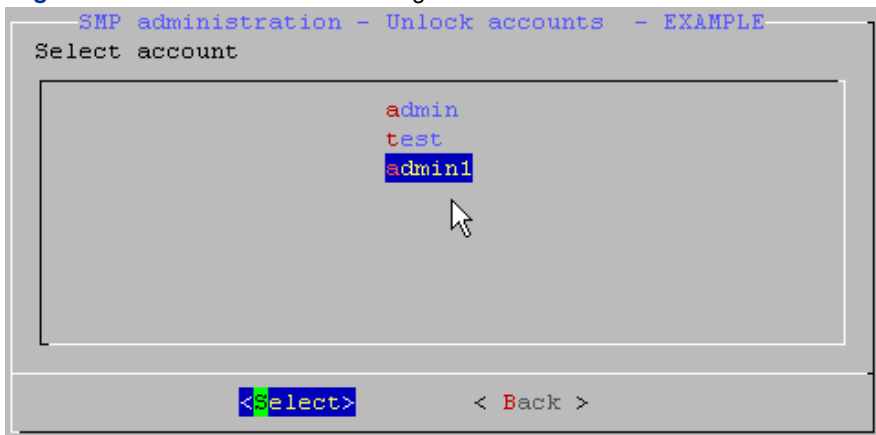 SMP administration - Unlock accounts - EXAMPLE
Select account
admin
test
admin1
<Select> < Back >